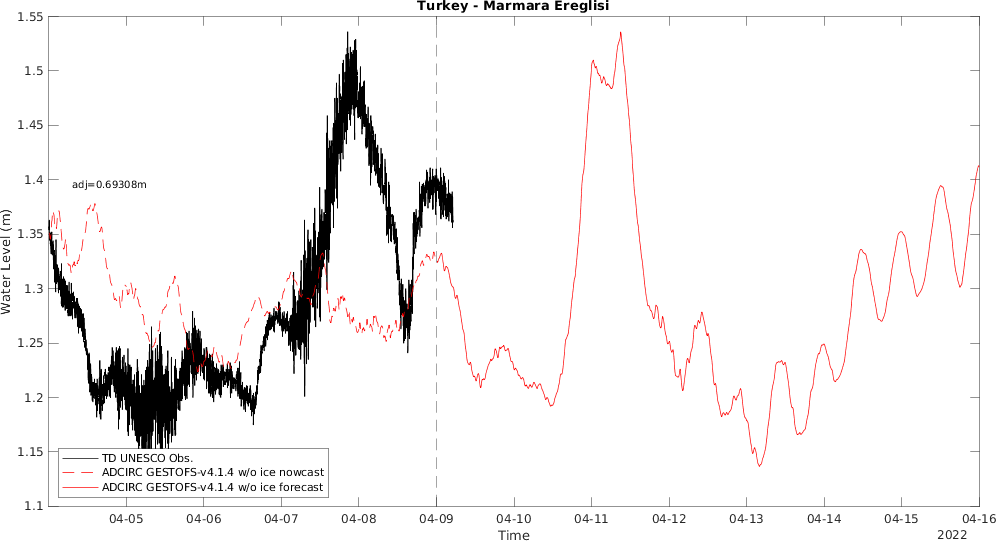 Turkey - Marmara Ereglisi
Water Level (m)
1.55
1.5
1.45
1.4
1.35
1.3
1.25
1.2
1.15
1.1
adj=0.69308m
TD UNESCO Obs.
ADCIRC GESTOFS-v4.1.4 w/o ice nowcast
ADCIRC GESTOFS-v4.1.4 w/o ice forecast
04-05 04-06 04-07 04-08 04-09 04-10 04-11 04-12 04-13 04-14 04-15 04-16
Time
2022